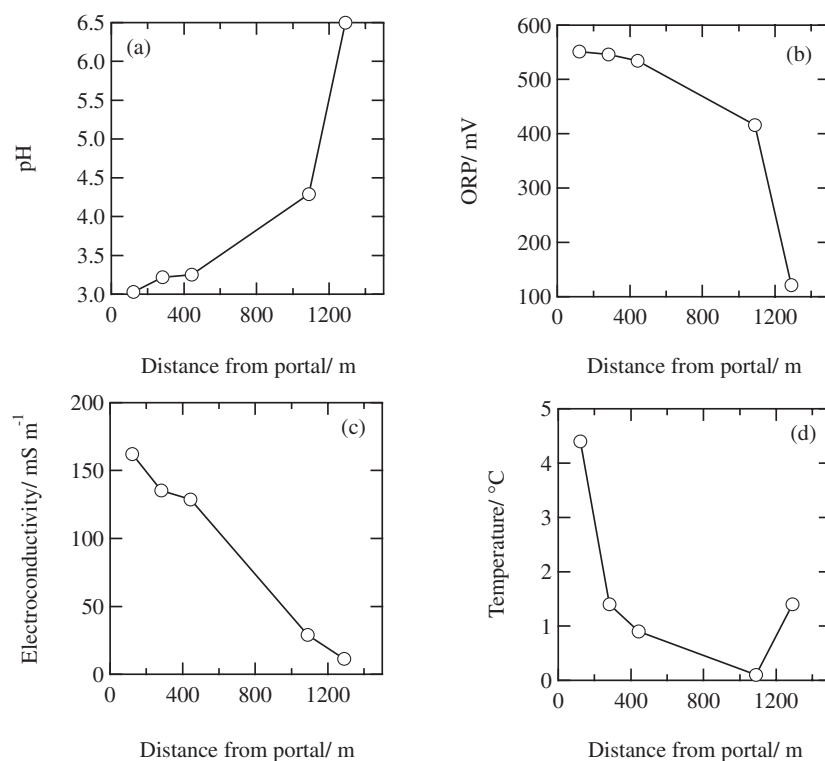 (a)
6.5
6.0
5.5
5.0
4.5
4.0
3.5
3.0
pH
0 400 800 1200
Distance from portal/ m
(b)
600
500
400
300
200
100
ORP/ mV
0 400 800 1200
Distance from portal/ m
(c)
200
150
100
50
0
Electroconductivity/ mS m⁻¹
0 400 800 1200
Distance from portal/ m
(d)
5
4
3
2
1
0
Temperature/ °C
0 400 800 1200
Distance from portal/ m